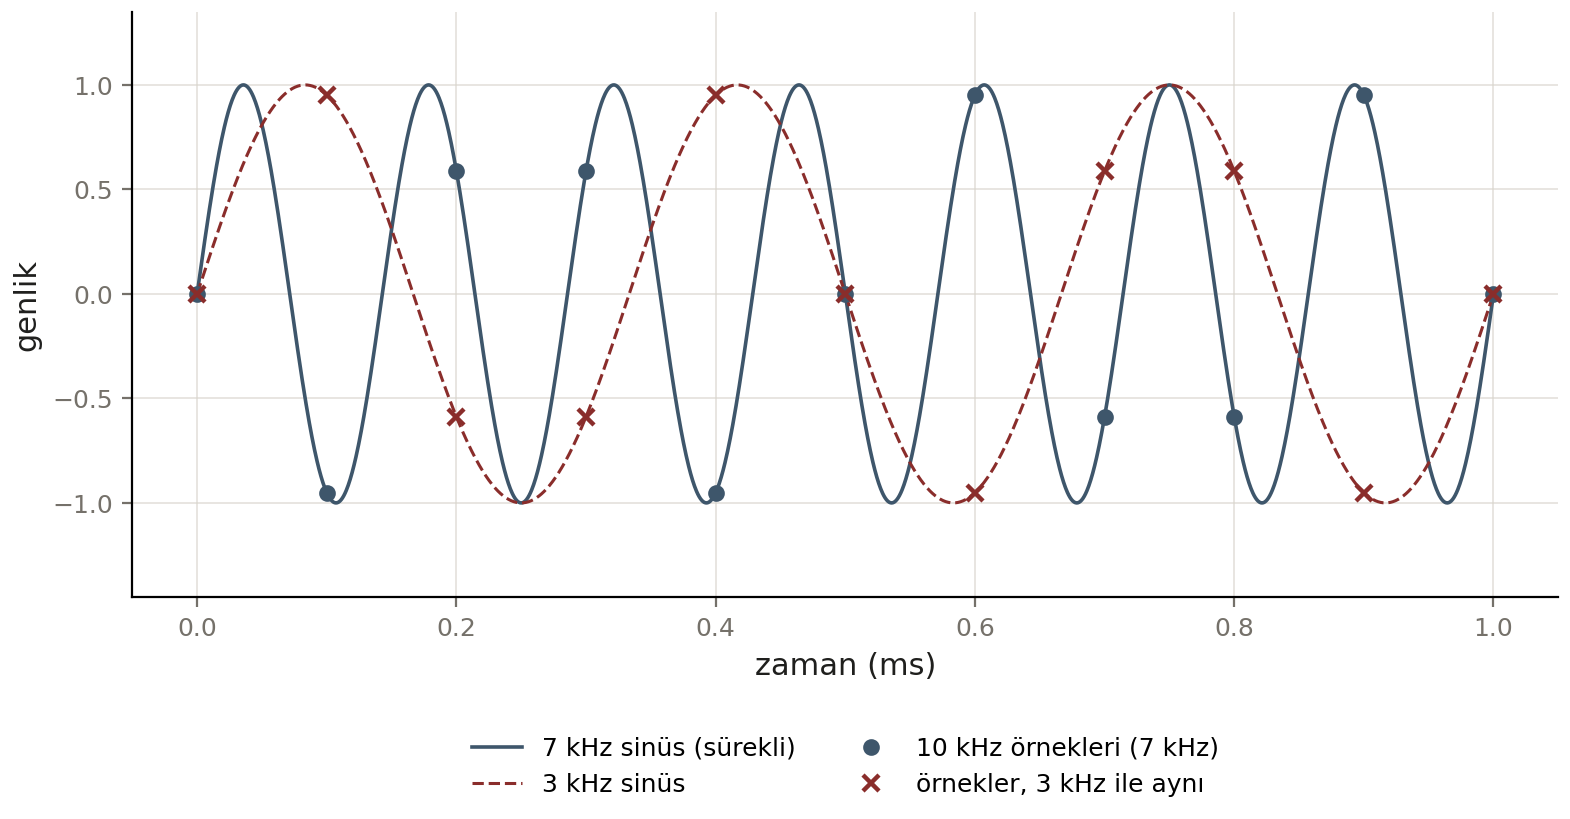 1.0
0.5
0.0
−0.5
−1.0
genlik
0.0 0.2 0.4 0.6 0.8 1.0
zaman (ms)
7 kHz sinüs (sürekli)
3 kHz sinüs
10 kHz örnekleri (7 kHz)
örnekler, 3 kHz ile aynı